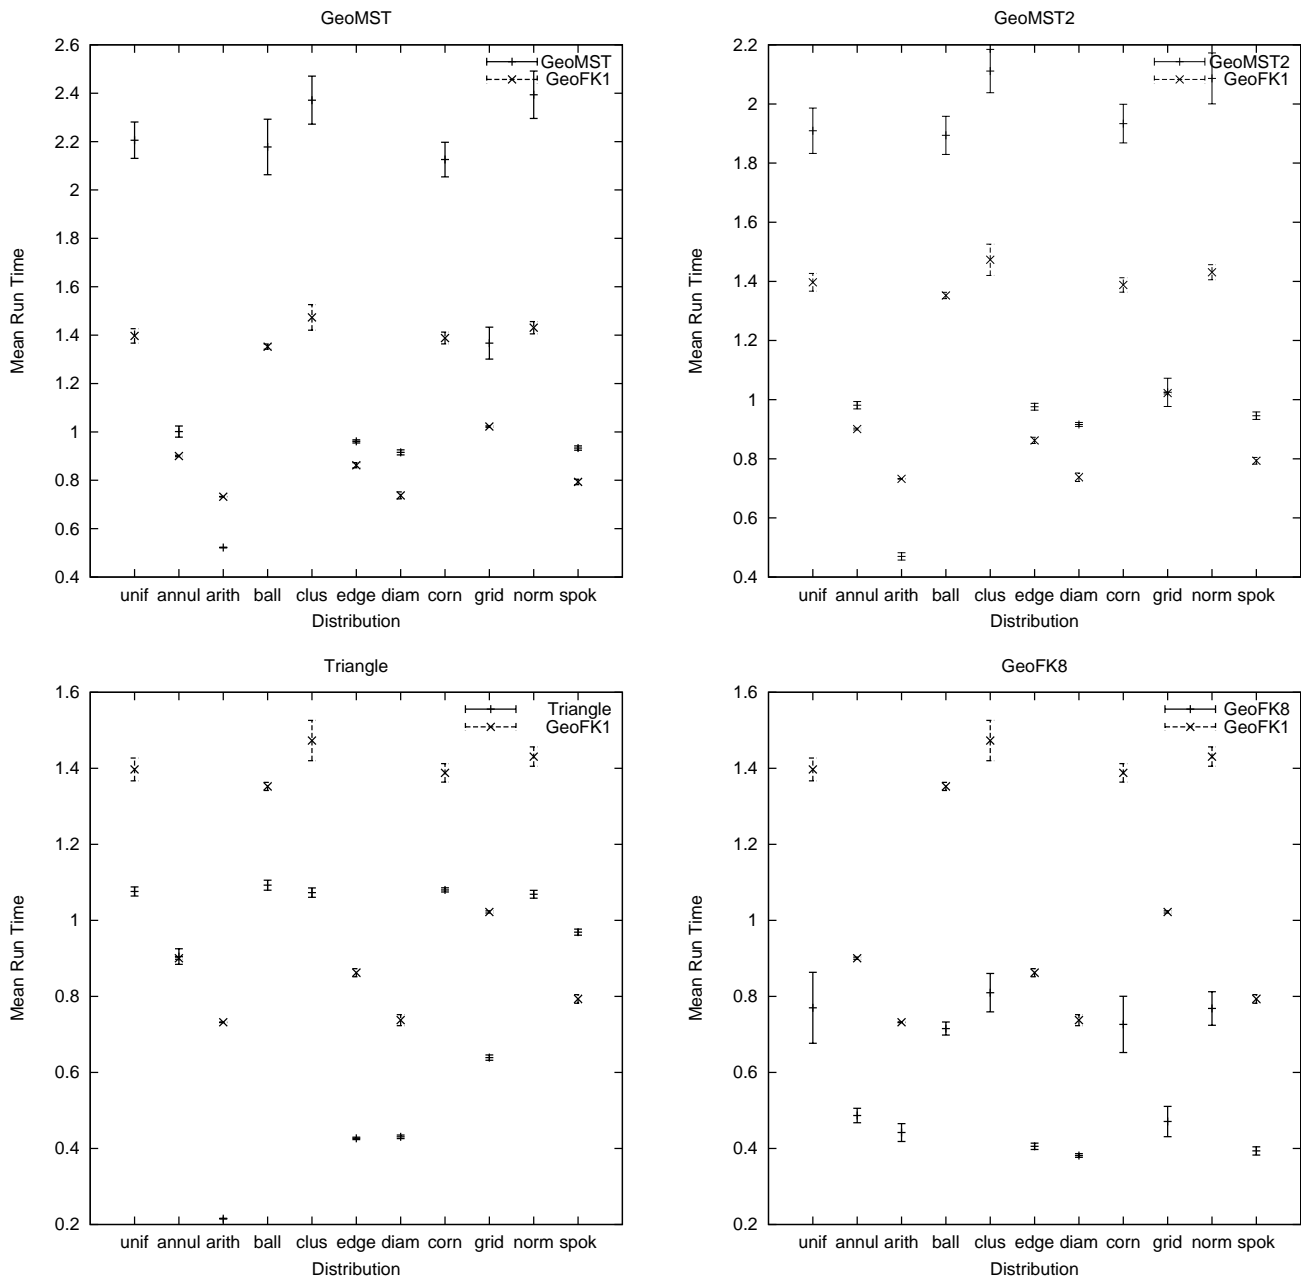 GeoMST
2.6
2.4
2.2
2
1.8
1.6
1.4
1.2
1
0.8
0.6
0.4
Mean Run Time
GeoMST
GeoFK1
unif annul arith ball clus edge diam corn grid norm spok
Distribution
GeoMST2
2.2
2
1.8
1.6
1.4
1.2
1
0.8
0.6
0.4
Mean Run Time
GeoMST2
GeoFK1
unif annul arith ball clus edge diam corn grid norm spok
Distribution
Triangle
1.6
1.4
1.2
1
0.8
0.6
0.4
0.2
Mean Run Time
Triangle
GeoFK1
unif annul arith ball clus edge diam corn grid norm spok
Distribution
GeoFK8
1.6
1.4
1.2
1
0.8
0.6
0.4
0.2
Mean Run Time
GeoFK8
GeoFK1
unif annul arith ball clus edge diam corn grid norm spok
Distribution